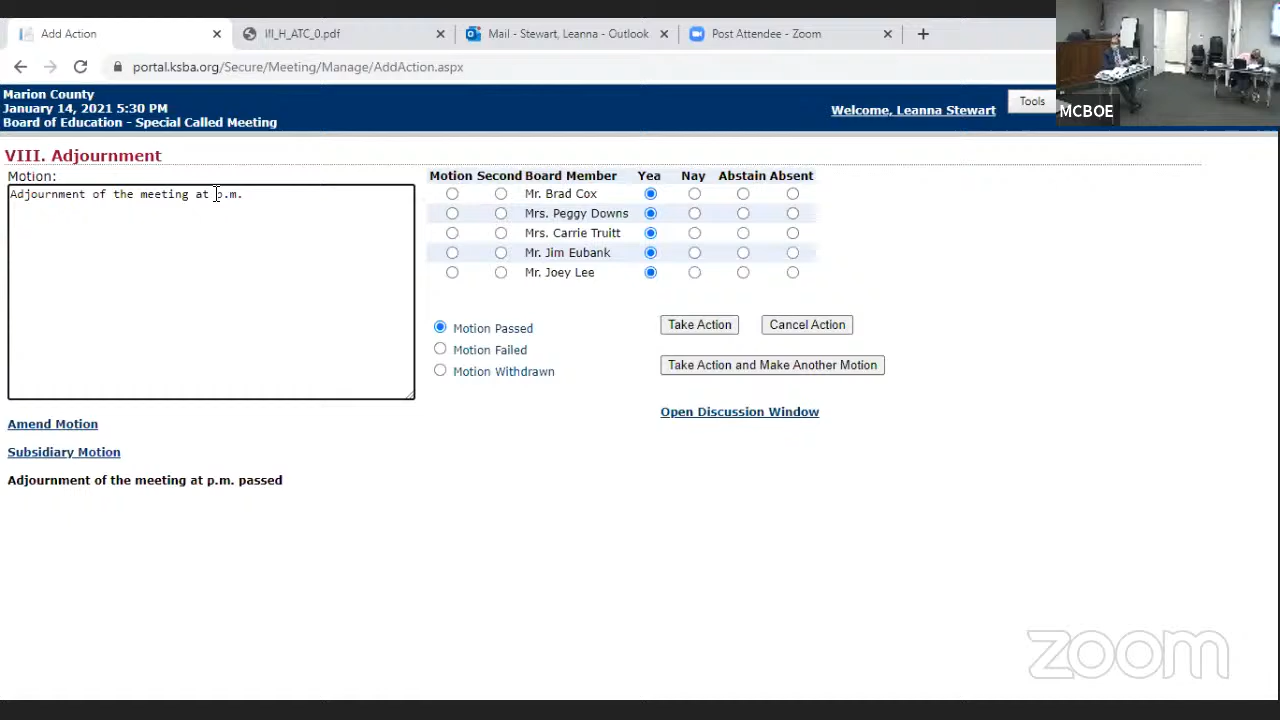 Add Action
III_H_ATC_0.pdf
Mail - Stewart, Leanna - Outlook
Post Attendee - Zoom
portal.ksba.org/Secure/Meeting/Manage/AddAction.aspx
Marion County
January 14, 2021 5:30 PM
Board of Education - Special Called Meeting
Welcome, Leanna Stewart
Tools
MCBOE
VIII. Adjournment
Motion:
Adjournment of the meeting at p.m.
Motion Second Board Member Yea Nay Abstain Absent
Mr. Brad Cox
Mrs. Peggy Downs
Mrs. Carrie Truitt
Mr. Jim Eubank
Mr. Joey Lee
Motion Passed
Motion Failed
Motion Withdrawn
Take Action
Cancel Action
Take Action and Make Another Motion
Open Discussion Window
Amend Motion
Subsidiary Motion
Adjournment of the meeting at p.m. passed
zoom